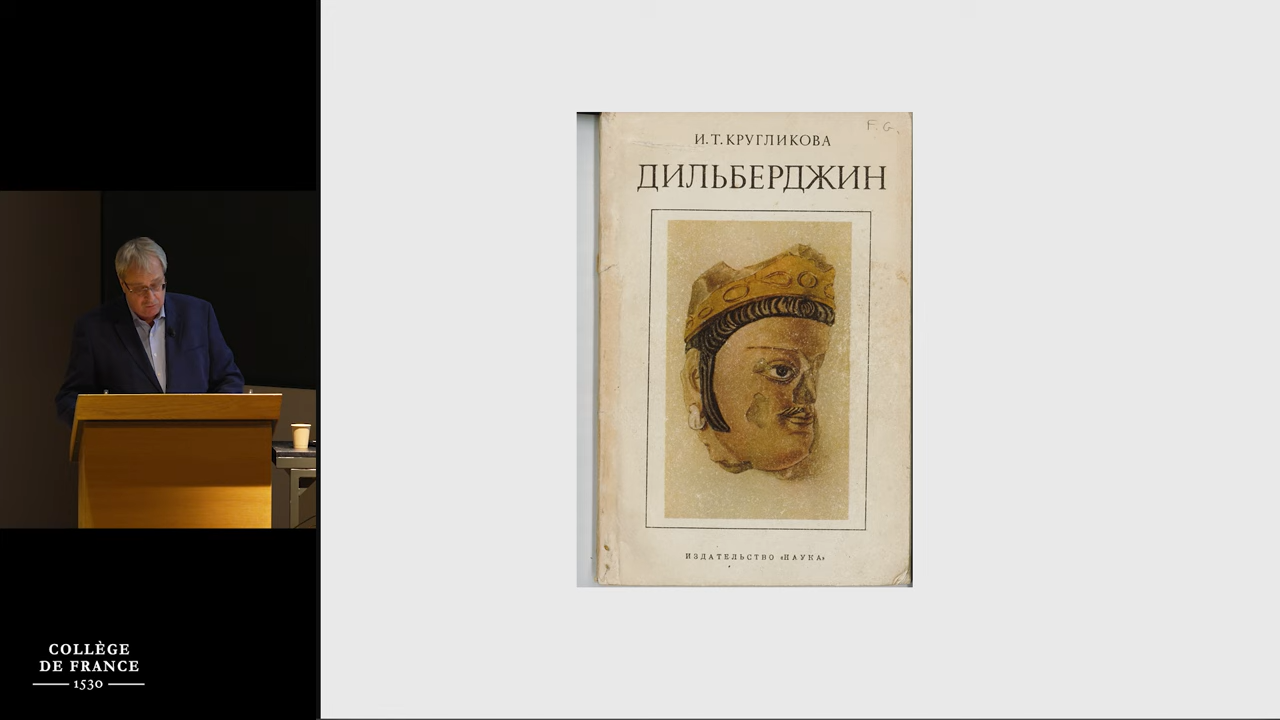 F. G.
И. Т. КРУГЛИКОВА
ДИЛЬБЕРДЖИН
ИЗДАТЕЛЬСТВО «НАУКА»
COLLÈGE
DE FRANCE
1530